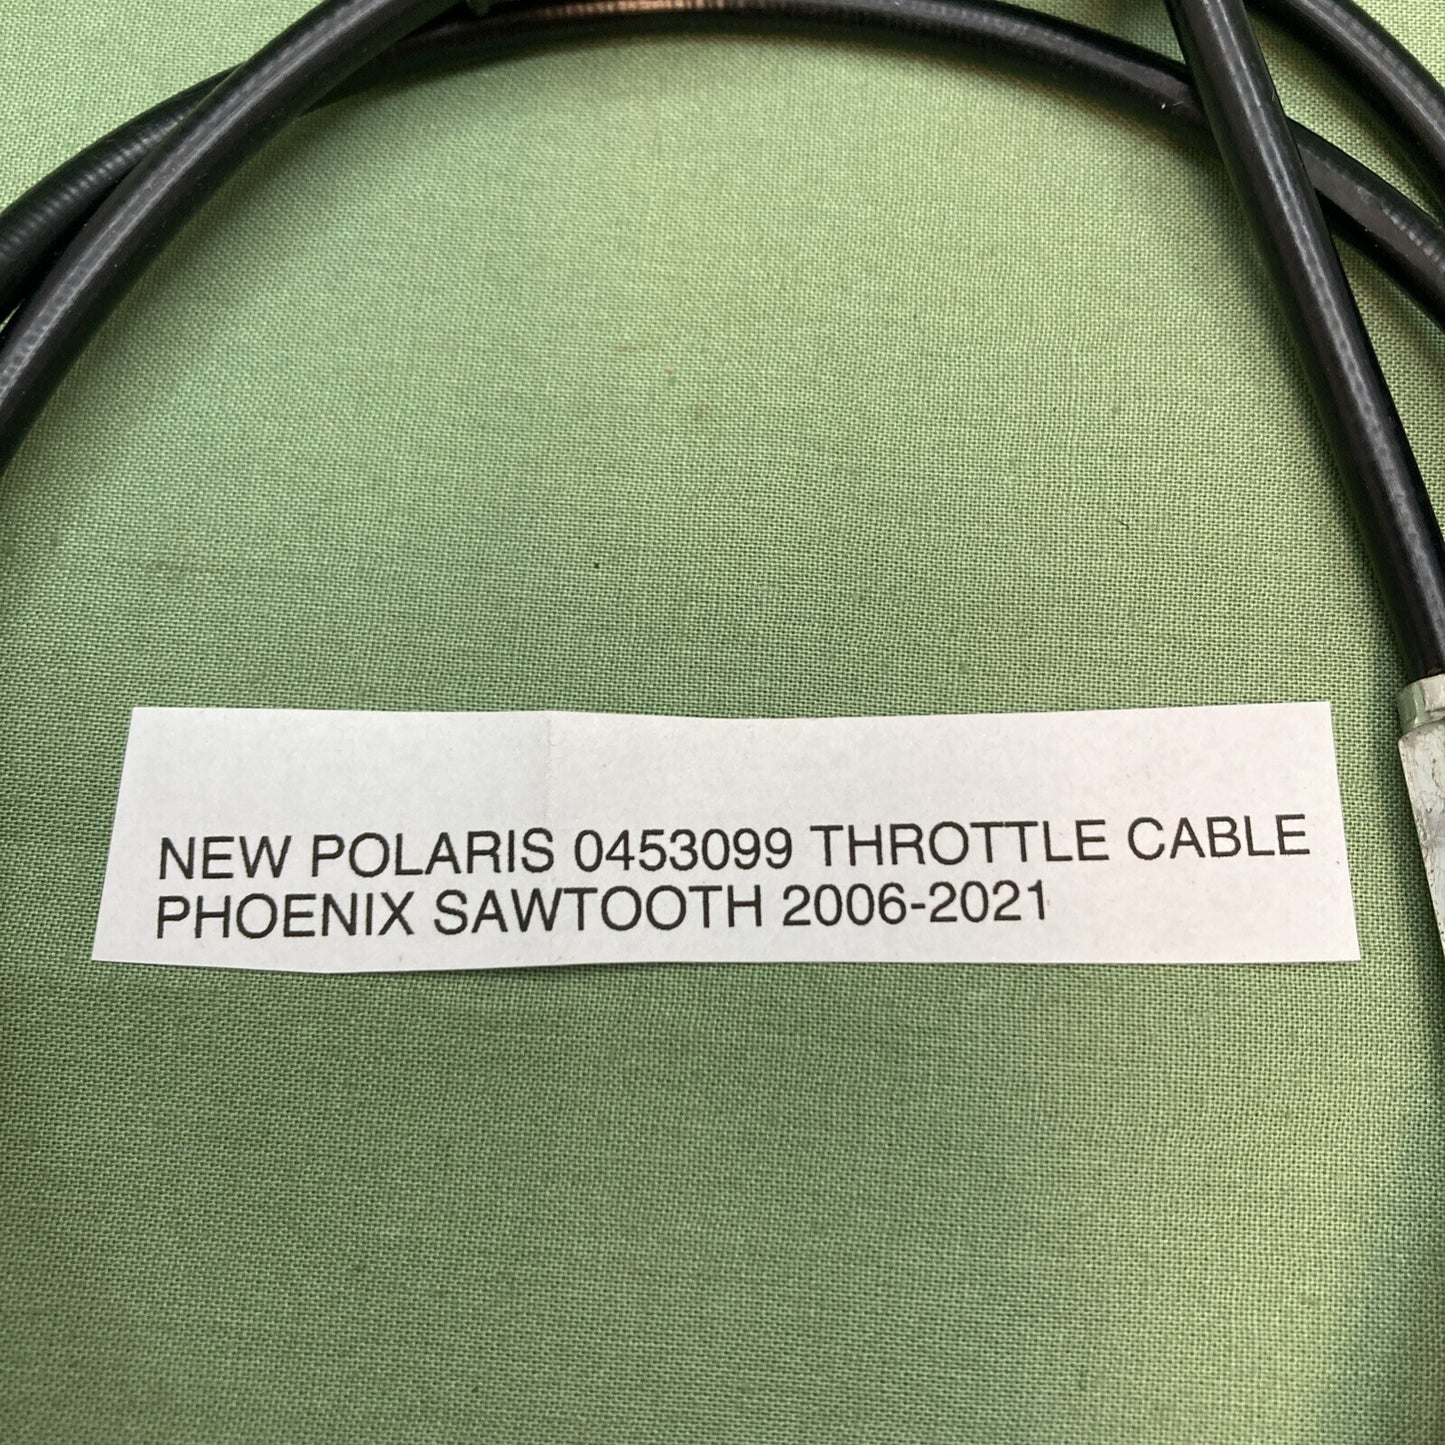 NEW POLARIS 0453099 THROTTLE CABLE
PHOENIX SAWTOOTH 2006-2021